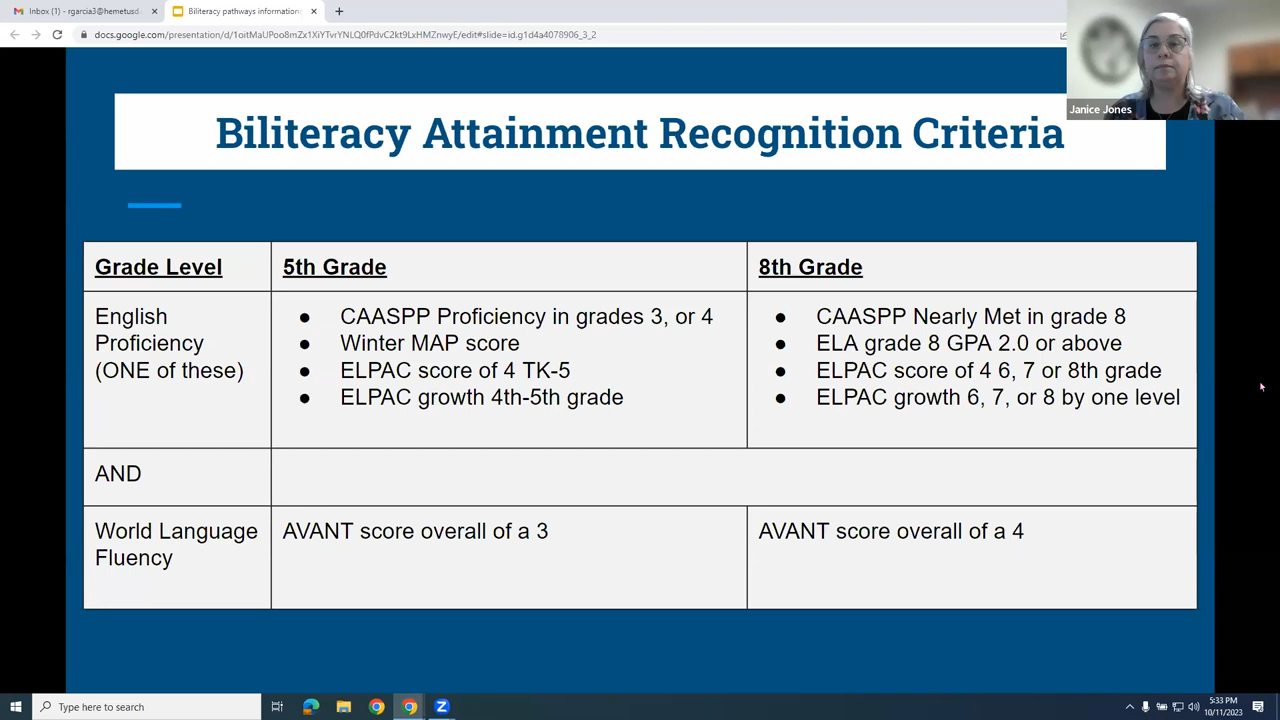 Inbox (1) - rgarcia3@hemetusd.
Biliteracy pathways information
docs.google.com/presentation/d/1oitMaUPoo8mZx1XiYTvrYNLQ0fPdvC2kt9LxHMZnwyE/edit#slide=id.g1d4a4078906_3_2
Janice Jones
Biliteracy Attainment Recognition Criteria
Grade Level
5th Grade
8th Grade
English
Proficiency
(ONE of these)
● CAASPP Proficiency in grades 3, or 4
● Winter MAP score
● ELPAC score of 4 TK-5
● ELPAC growth 4th-5th grade
● CAASPP Nearly Met in grade 8
● ELA grade 8 GPA 2.0 or above
● ELPAC score of 4 6, 7 or 8th grade
● ELPAC growth 6, 7, or 8 by one level
AND
World Language
Fluency
AVANT score overall of a 3
AVANT score overall of a 4
Type here to search
5:33 PM
10/11/2023